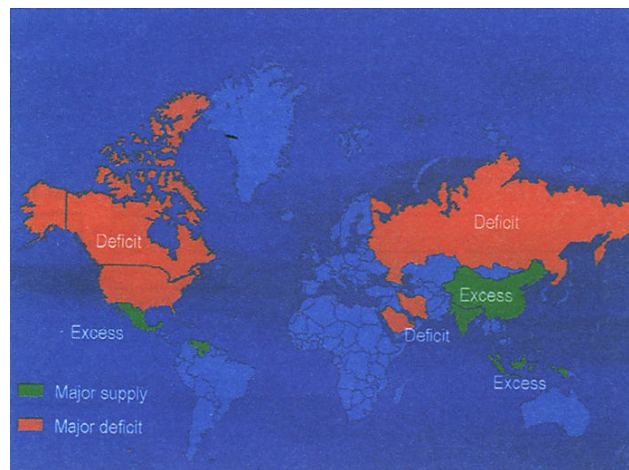 Deficit
Deficit
Excess
Excess
Deficit
Excess
Major supply
Major deficit